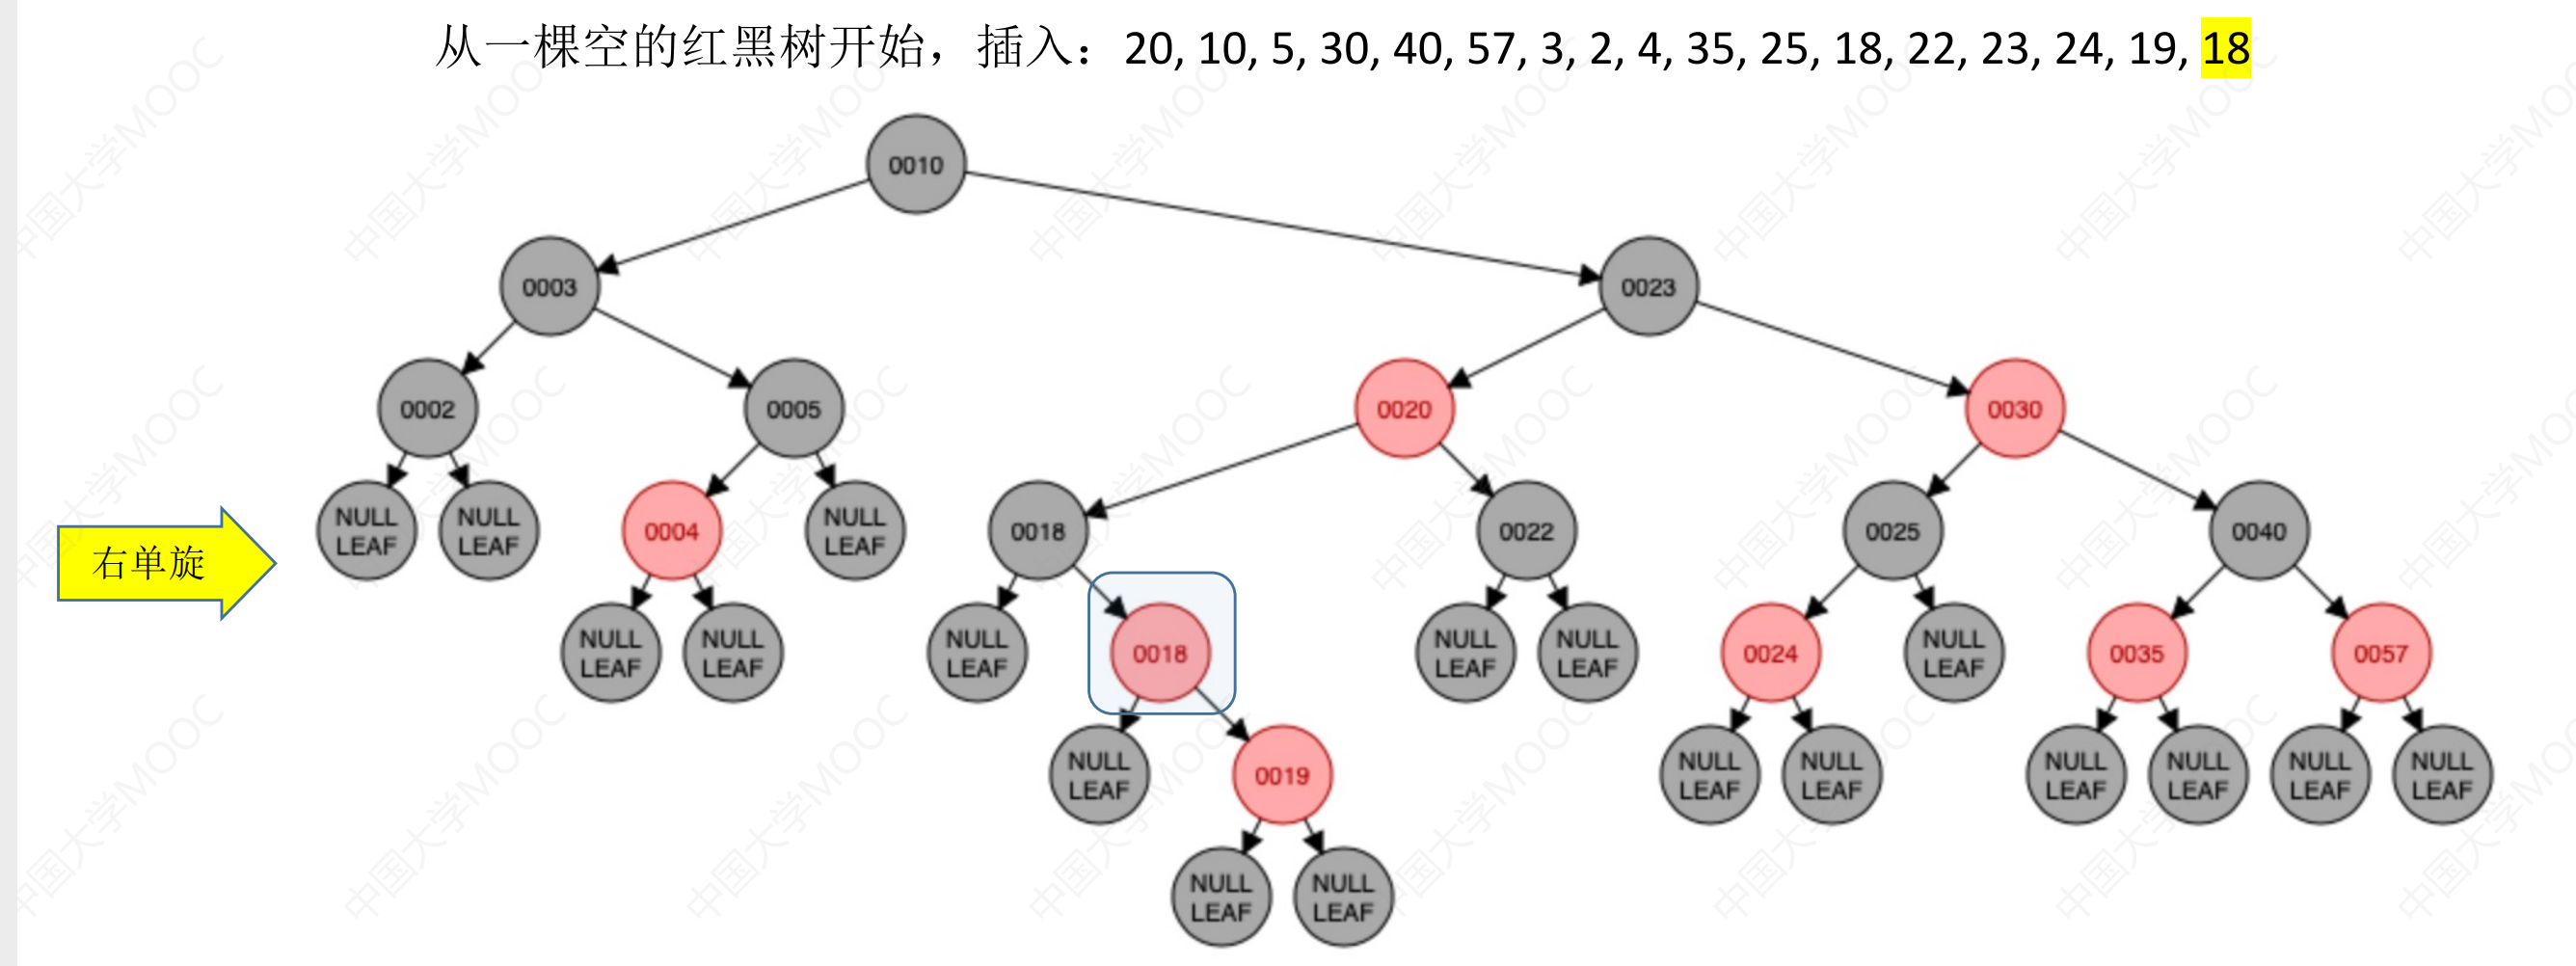 从一棵空的红黑树开始，插入：20, 10, 5, 30, 40, 57, 3, 2, 4, 35, 25, 18, 22, 23, 24, 19, 18
0010
0003
0023
0002
0005
0020
0030
NULL LEAF
NULL LEAF
0004
NULL LEAF
0018
0022
0025
0040
右单旋
NULL LEAF
NULL LEAF
NULL LEAF
0018
NULL LEAF
NULL LEAF
0024
NULL LEAF
0035
0057
NULL LEAF
0019
NULL LEAF
NULL LEAF
NULL LEAF
NULL LEAF
NULL LEAF
NULL LEAF
NULL LEAF
NULL LEAF
中国大学MOOC